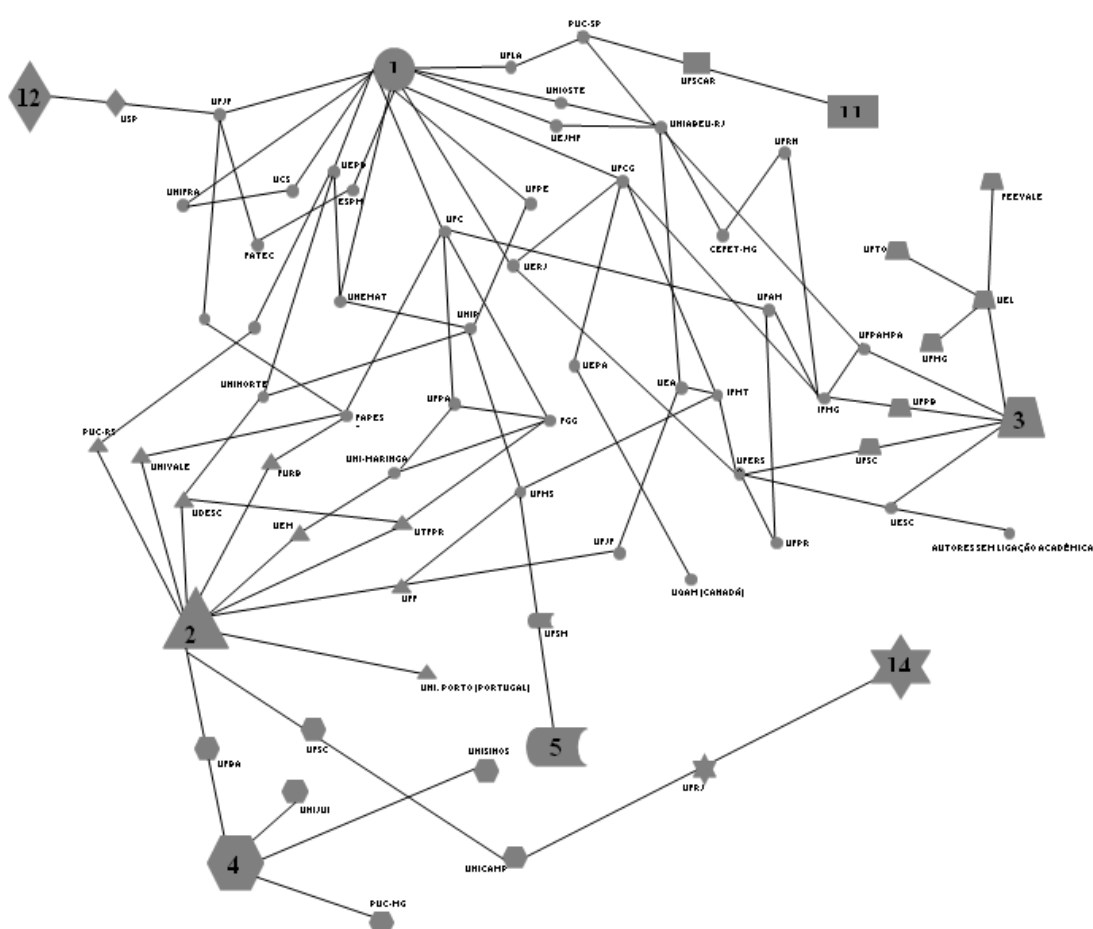 PUC-SP
UFLA
1
UFSCAR
12
UNIOSTE
11
USP
UFJF
UEJMF
UNIABEU-RJ
UFRN
UEPB
UFCG
FEEVALE
UCS
UNIFRA
ESPM
UFPE
UFC
CEFET-MG
UFTO
FATEC
UERJ
UNEMAT
UFAM
UEL
UNIP
UFPAMPA
UFMG
UEPA
UEA
IFMT
UNINORTE
UFPA
IFMG
UFPB
FAPES
FGG
3
PUC-RS
UNIVALE
FURB
UNI-MARINGA
UFERS
UFSC
UDESC
UEM
UTFPR
UFMS
UESC
UFJF
UFPR
AUTORES SEM LIGAÇÃO ACADÊMICA
UFF
UQAM (CANADÁ)
2
UFSM
14
UNI. PORTO (PORTUGAL)
UFSC
UNISINOS
5
UFBA
UFRJ
UNIJUI
4
UNICAMP
PUC-MG